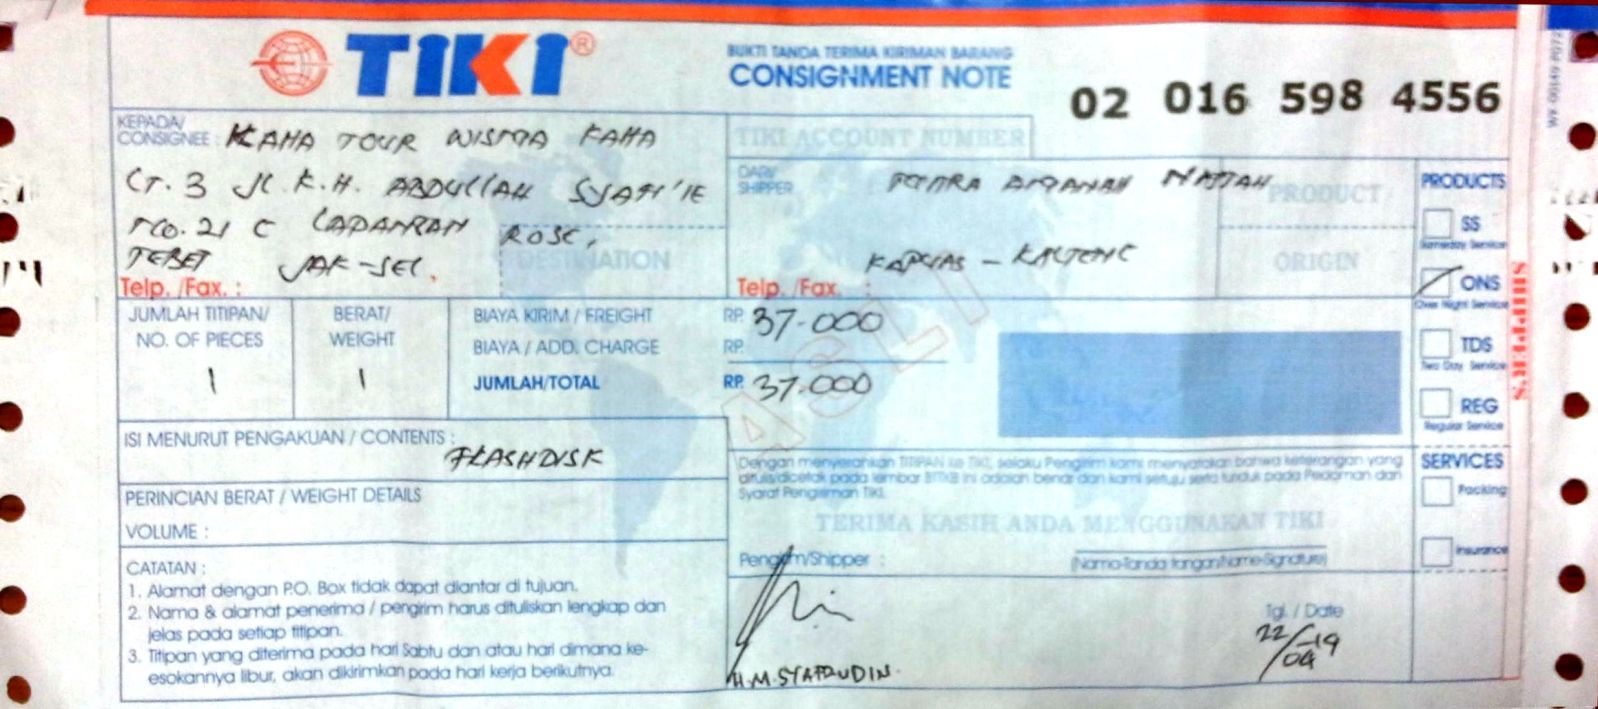 TIKI®
BUKTI TANDA TERIMA KIRIMAN BARANG
CONSIGNMENT NOTE
02 016 598 4556
KEPADA/
CONSIGNEE : KAHA TOUR WISMA KAHA
LT. 3 JL. K.H. ABDULLAH SYAFI'IE
NO. 21 C LAPANGAN ROSE,
TEBET JAK-SEL.
DESTINATION
Telp. /Fax. :
TIKI ACCOUNT NUMBER
DARI/
SHIPPER
AMANAH
KAPUAS - KALTENG
Telp. /Fax. :
PRODUCT
ORIGIN
PRODUCTS
SS
Sameday Service
ONS
Over Night Service
TDS
Two Day Service
REG
Regular Service
SERVICES
Packing
Insurance
SHIPPER'S
JUMLAH TITIPAN/
NO. OF PIECES
1
BERAT/
WEIGHT
1
BIAYA KIRIM / FREIGHT RP. 37.000
BIAYA / ADD. CHARGE RP.
JUMLAH/TOTAL RP. 37.000
ASLI
ISI MENURUT PENGAKUAN / CONTENTS :
FLASHDISK
PERINCIAN BERAT / WEIGHT DETAILS
VOLUME :
CATATAN :
1. Alamat dengan P.O. Box tidak dapat diantar di tujuan.
2. Nama & alamat penerima / pengirim harus dituliskan lengkap dan
jelas pada setiap titipan.
3. Titipan yang diterima pada hari Sabtu dan atau hari dimana ke-
esokannya libur, akan dikirimkan pada hari kerja berikutnya.
Dengan menyerahkan TITIPAN ke TIKI, selaku Pengirim kami menyatakan bahwa keterangan yang
ditulis/dicetak pada lembar BTTKB ini adalah benar dan kami setuju serta tunduk pada Pedoman dan
Syarat Pengiriman TIKI.
TERIMA KASIH ANDA MENGGUNAKAN TIKI
Pengirim/Shipper :
(Nama-Tanda tangan/Name-Signature)
H.M. SYAFRUDIN.
Tgl. / Date
22/04-19